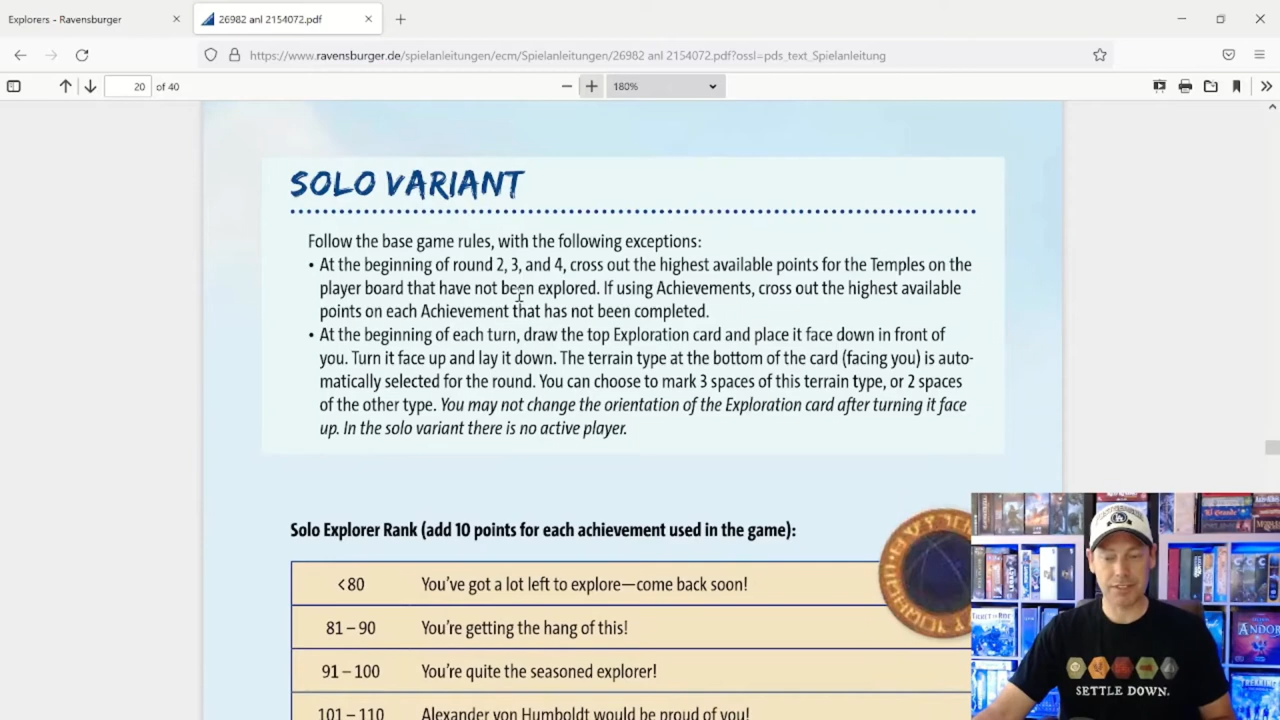 Explorers - Ravensburger
26982 anl 2154072.pdf
https://www.ravensburger.de/spielanleitungen/ecm/Spielanleitungen/26982 anl 2154072.pdf?ossl=pds_text_Spielanleitung
20 of 40
180%
SOLO VARIANT
Follow the base game rules, with the following exceptions:
• At the beginning of round 2, 3, and 4, cross out the highest available points for the Temples on the
player board that have not been explored. If using Achievements, cross out the highest available
points on each Achievement that has not been completed.
• At the beginning of each turn, draw the top Exploration card and place it face down in front of
you. Turn it face up and lay it down. The terrain type at the bottom of the card (facing you) is auto-
matically selected for the round. You can choose to mark 3 spaces of this terrain type, or 2 spaces
of the other type. You may not change the orientation of the Exploration card after turning it face
up. In the solo variant there is no active player.
Solo Explorer Rank (add 10 points for each achievement used in the game):
<80 You've got a lot left to explore—come back soon!
81 – 90 You're getting the hang of this!
91 – 100 You're quite the seasoned explorer!
101 – 110 Alexander von Humboldt would be proud of you!
ANDOR
SETTLE DOWN.